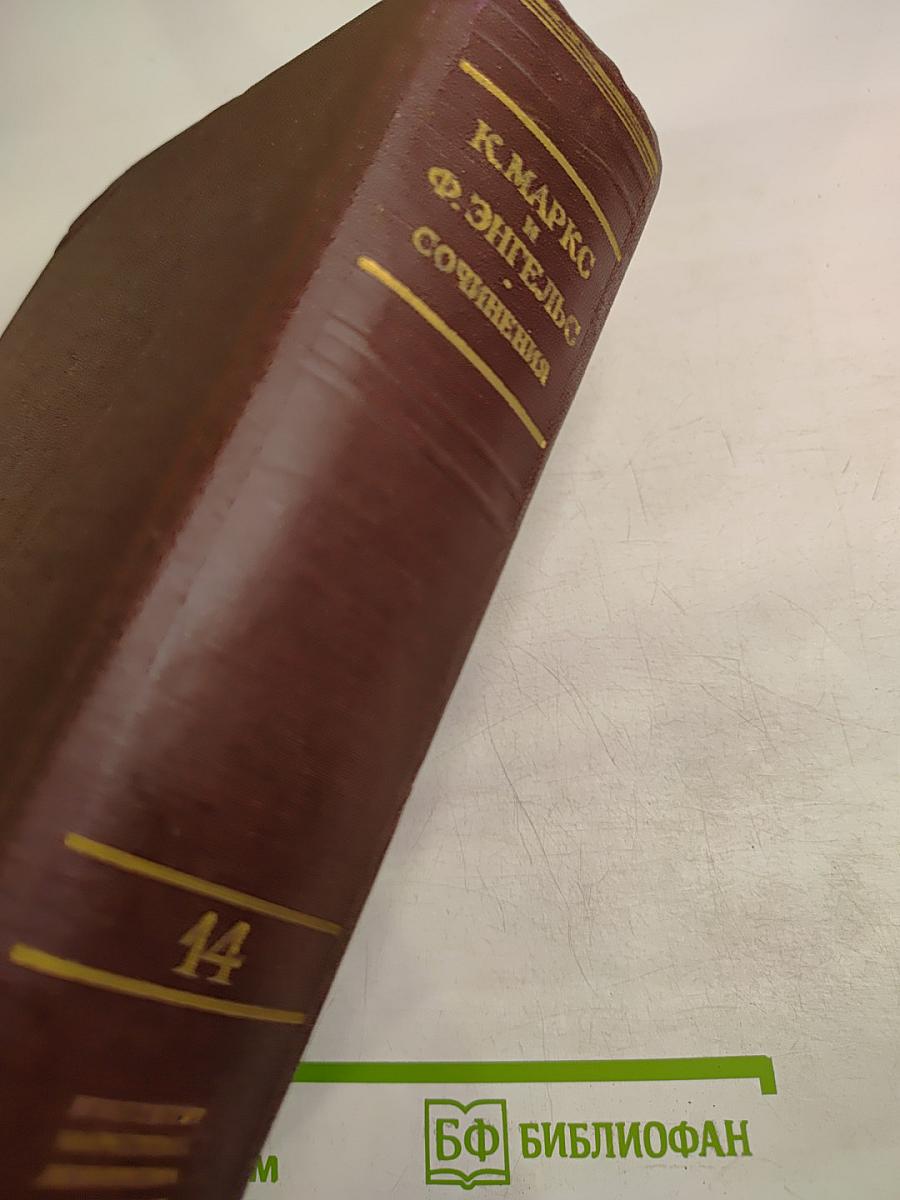 К. МАРКС
и
Ф. ЭНГЕЛЬС
СОЧИНЕНИЯ
14
БФ БИБЛИОФАН